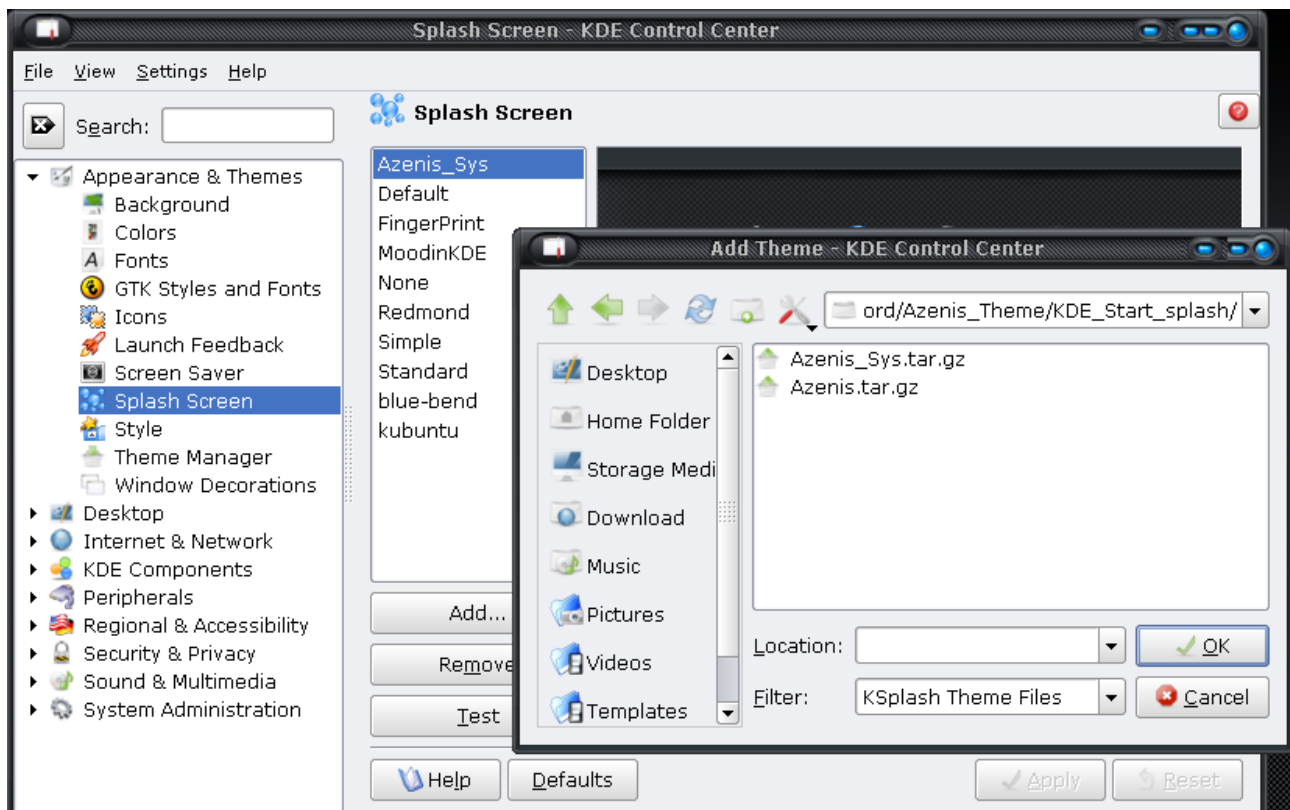 Splash Screen - KDE Control Center
File View Settings Help
Search:
Splash Screen
Appearance & Themes
Background
Colors
Fonts
GTK Styles and Fonts
Icons
Launch Feedback
Screen Saver
Splash Screen
Style
Theme Manager
Window Decorations
Desktop
Internet & Network
KDE Components
Peripherals
Regional & Accessibility
Security & Privacy
Sound & Multimedia
System Administration
Azenis_Sys
Default
FingerPrint
MoodinKDE
None
Redmond
Simple
Standard
blue-bend
kubuntu
Add...
Remove
Test
Help Defaults Apply Reset
Add Theme - KDE Control Center
ord/Azenis_Theme/KDE_Start_splash/
Desktop
Home Folder
Storage Medi
Download
Music
Pictures
Videos
Templates
Azenis_Sys.tar.gz
Azenis.tar.gz
Location: OK
Filter: KSplash Theme Files Cancel